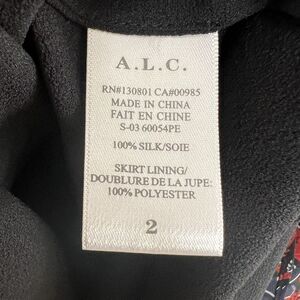 A.L.C.
RN#130801 CA#00985
MADE IN CHINA
FAIT EN CHINE
S-03 60054PE
100% SILK/SOIE
SKIRT LINING/
DOUBLURE DE LA JUPE:
100% POLYESTER
2